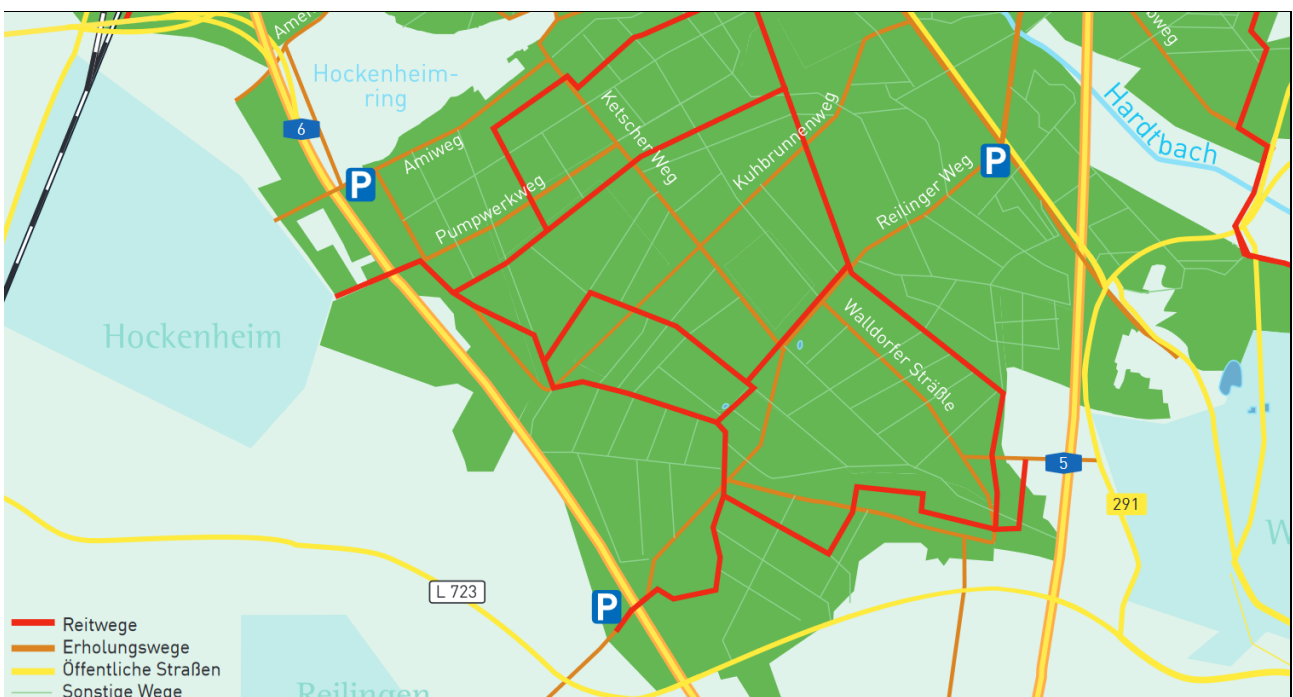 Hockenheim-
ring
Hardtbach
6
P
Amiweg
Ketscher Weg
Kuhbrunnenweg
P
Pumpwerkweg
Reilinger Weg
Hockenheim
Walldorfer Sträßle
5
291
L 723
P
Reitwege
Erholungswege
Öffentliche Straßen
Sonstige Wege
Reilingen